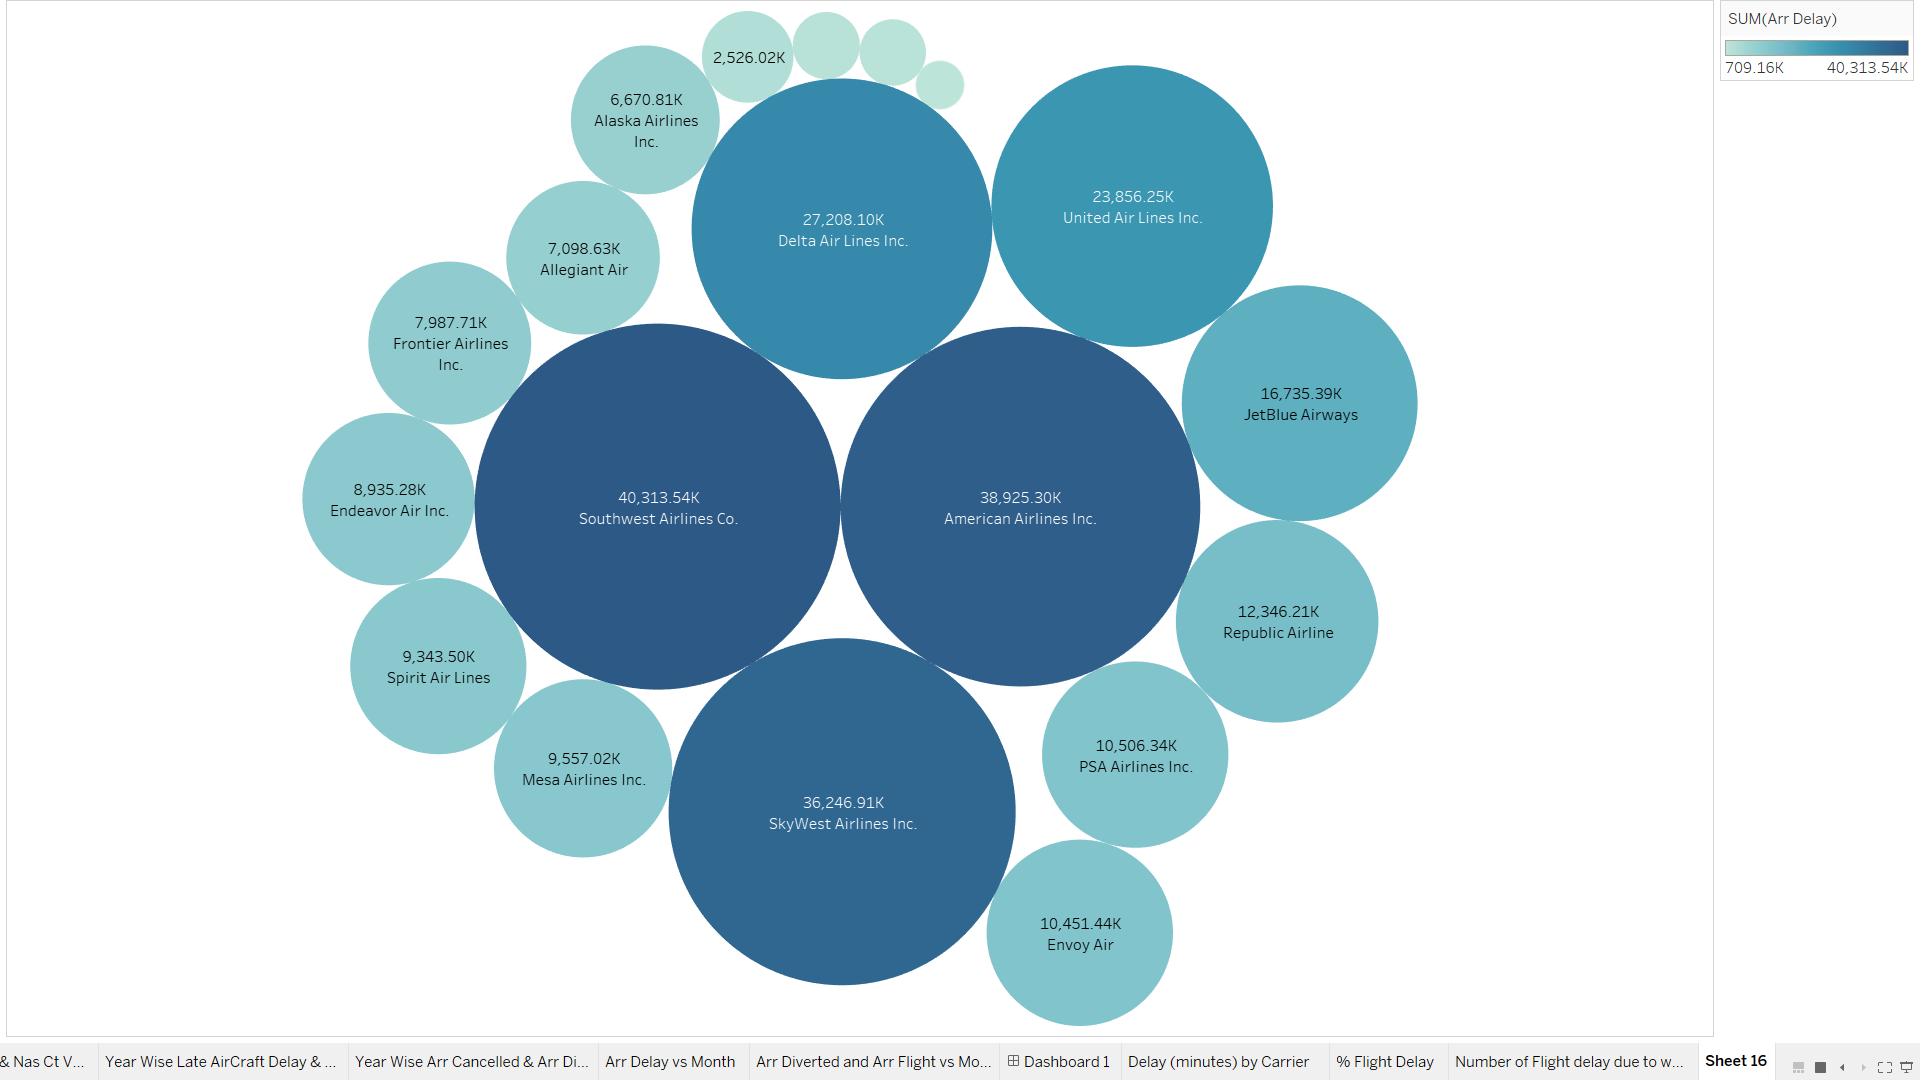 SUM(Arr Delay)
709.16K 40,313.54K
2,526.02K
6,670.81K
Alaska Airlines
Inc.
27,208.10K
Delta Air Lines Inc.
23,856.25K
United Air Lines Inc.
7,098.63K
Allegiant Air
7,987.71K
Frontier Airlines
Inc.
16,735.39K
JetBlue Airways
8,935.28K
Endeavor Air Inc.
40,313.54K
Southwest Airlines Co.
38,925.30K
American Airlines Inc.
12,346.21K
Republic Airline
9,343.50K
Spirit Air Lines
9,557.02K
Mesa Airlines Inc.
10,506.34K
PSA Airlines Inc.
36,246.91K
SkyWest Airlines Inc.
10,451.44K
Envoy Air
& Nas Ct V...
Year Wise Late AirCraft Delay & ...
Year Wise Arr Cancelled & Arr Di...
Arr Delay vs Month
Arr Diverted and Arr Flight vs Mo...
Dashboard 1
Delay (minutes) by Carrier
% Flight Delay
Number of Flight delay due to w...
Sheet 16